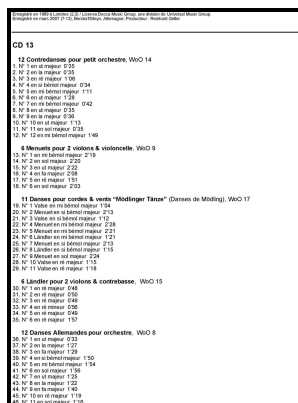 Enregistré en 1989 à Londres (2,3) / Licence Decca Music Group, une division de Universal Music Group.
Enregistré en mars 2007 (7-13), Bendorf/Sayn, Allemagne; Producteur : Reinhard Geller
CD 13
12 Contredanses pour petit orchestre, WoO 14
1. N° 1 en ut majeur 0'35
2. N° 2 en la majeur 0'35
3. N° 3 en ré majeur 1'06
4. N° 4 en si bémol majeur 0'34
5. N° 5 en mi bémol majeur 1'11
6. N° 6 en ut majeur 1'28
7. N° 7 en mi bémol majeur 0'42
8. N° 8 en ut majeur 0'35
9. N° 9 en la majeur 0'36
10. N° 10 en ut majeur 1'13
11. N° 11 en sol majeur 0'35
12. N° 12 en mi bémol majeur 1'49
6 Menuets pour 2 violons & violoncelle, WoO 9
13. N° 1 en mi bémol majeur 2'19
14. N° 2 en sol majeur 2'20
15. N° 3 en ut majeur 2'22
16. N° 4 en fa majeur 2'08
17. N° 5 en ré majeur 1'51
18. N° 6 en sol majeur 2'03
11 Danses pour cordes & vents "Mödlinger Tänze" (Danses de Mödling), WoO 17
19. N° 1 Valse en mi bémol majeur 1'04
20. N° 2 Menuet en si bémol majeur 2'13
21. N° 3 Valse en si bémol majeur 1'12
22. N° 4 Menuet en mi bémol majeur 2'28
23. N° 5 Menuet en mi bémol majeur 2'21
24. N° 6 Ländler en mi bémol majeur 1'21
25. N° 7 Menuet en si bémol majeur 2'13
26. N° 8 Ländler en si bémol majeur 1'15
27. N° 9 Menuet en sol majeur 2'24
28. N° 10 Valse en ré majeur 1'15
29. N° 11 Valse en ré majeur 1'18
6 Ländler pour 2 violons & contrebasse, WoO 15
30. N° 1 en ré majeur 0'46
31. N° 2 en ré majeur 0'50
32. N° 3 en ré majeur 0'49
33. N° 4 en ré mineur 0'56
34. N° 5 en ré majeur 0'49
35. N° 6 en ré majeur 1'57
12 Danses Allemandes pour orchestre, WoO 8
36. N° 1 en ut majeur 0'33
37. N° 2 en la majeur 1'27
38. N° 3 en fa majeur 1'29
39. N° 4 en si bémol majeur 1'50
40. N° 5 en mi bémol majeur 1'54
41. N° 6 en sol majeur 1'56
42. N° 7 en ut majeur 1'25
43. N° 8 en la majeur 1'22
44. N° 9 en fa majeur 1'40
45. N° 10 en ré majeur 1'19
46. N° 11 en sol majeur 1'16